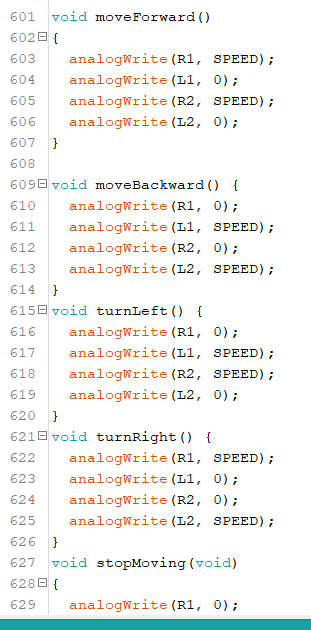 601 void moveForward()
602 {
603 analogWrite(R1, SPEED);
604 analogWrite(L1, 0);
605 analogWrite(R2, SPEED);
606 analogWrite(L2, 0);
607 }
608
609 void moveBackward() {
610 analogWrite(R1, 0);
611 analogWrite(L1, SPEED);
612 analogWrite(R2, 0);
613 analogWrite(L2, SPEED);
614 }
615 void turnLeft() {
616 analogWrite(R1, 0);
617 analogWrite(L1, SPEED);
618 analogWrite(R2, SPEED);
619 analogWrite(L2, 0);
620 }
621 void turnRight() {
622 analogWrite(R1, SPEED);
623 analogWrite(L1, 0);
624 analogWrite(R2, 0);
625 analogWrite(L2, SPEED);
626 }
627 void stopMoving(void)
628 {
629 analogWrite(R1, 0);